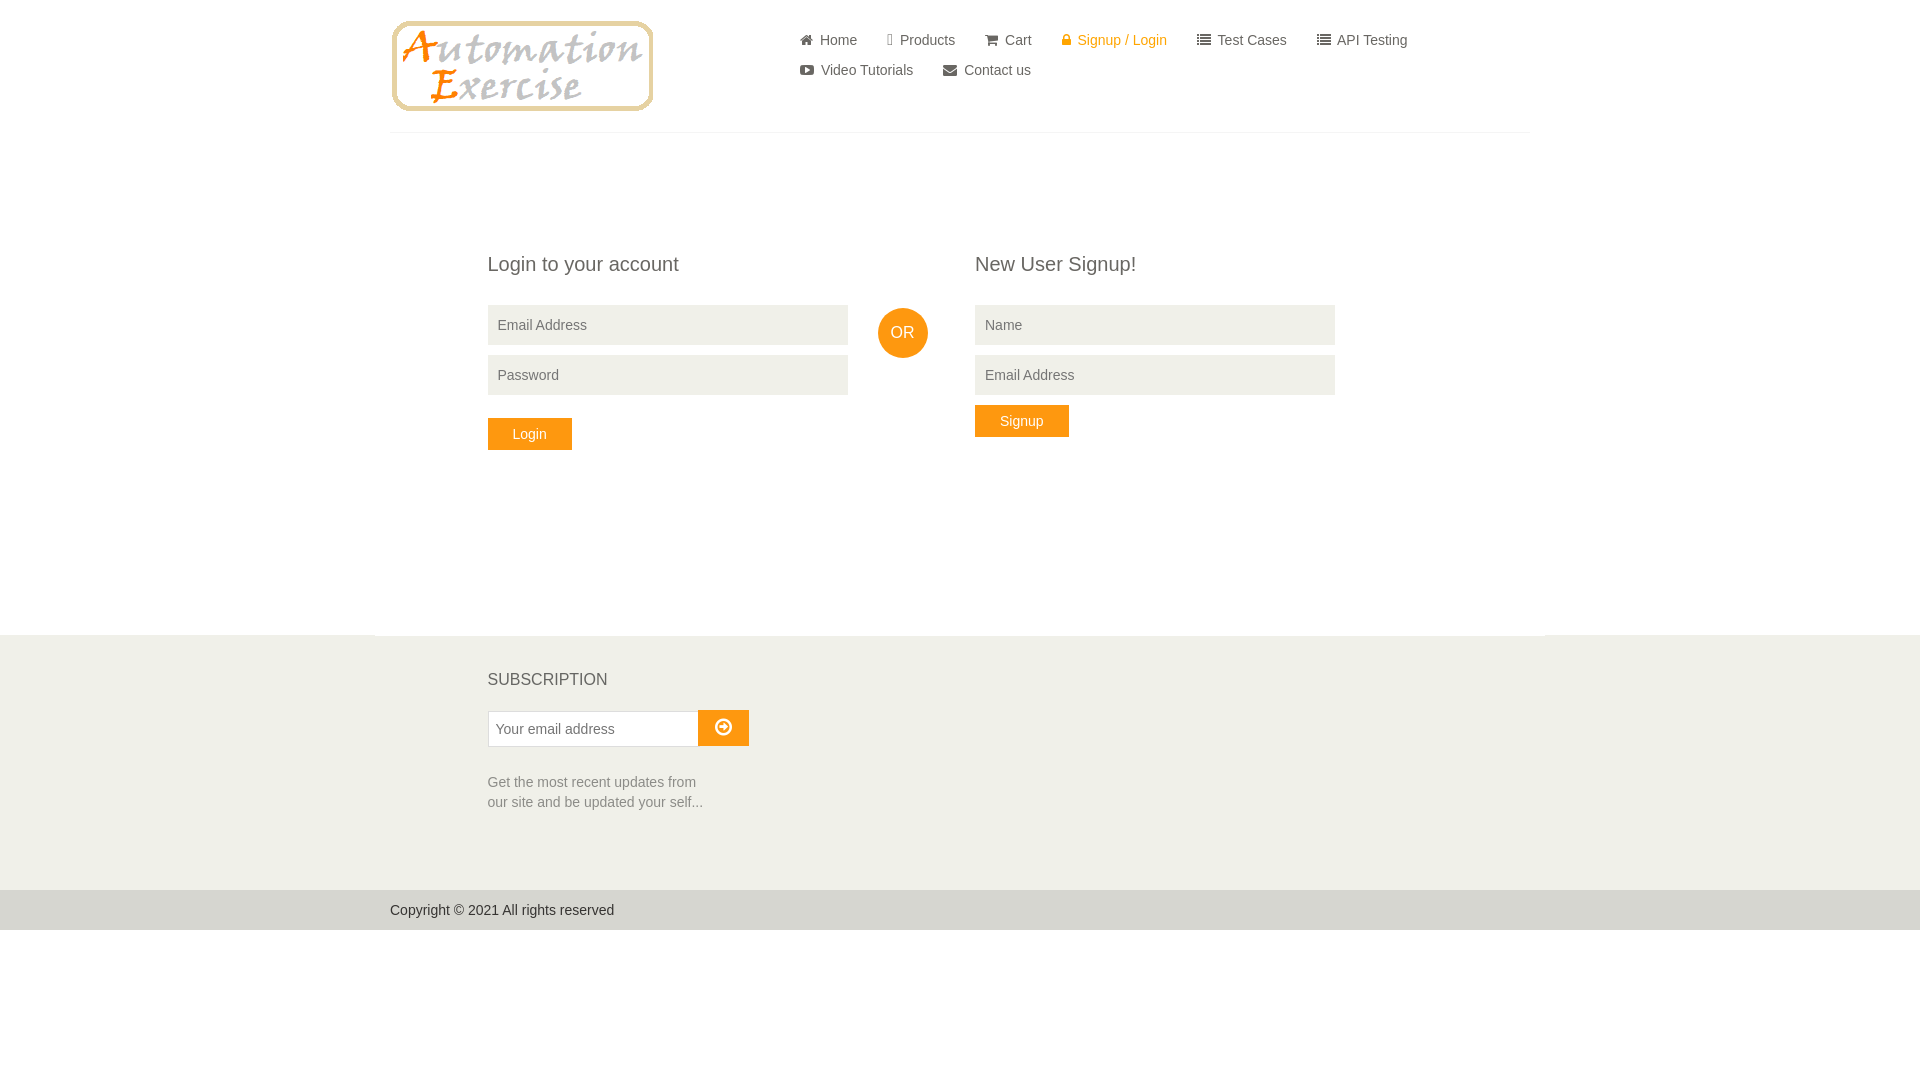 Automation
Exercise
Home Products Cart Signup / Login Test Cases API Testing
Video Tutorials Contact us
Login to your account
Email Address
Password
Login
OR
New User Signup!
Name
Email Address
Signup
SUBSCRIPTION
Your email address
Get the most recent updates from
our site and be updated your self...
Copyright © 2021 All rights reserved